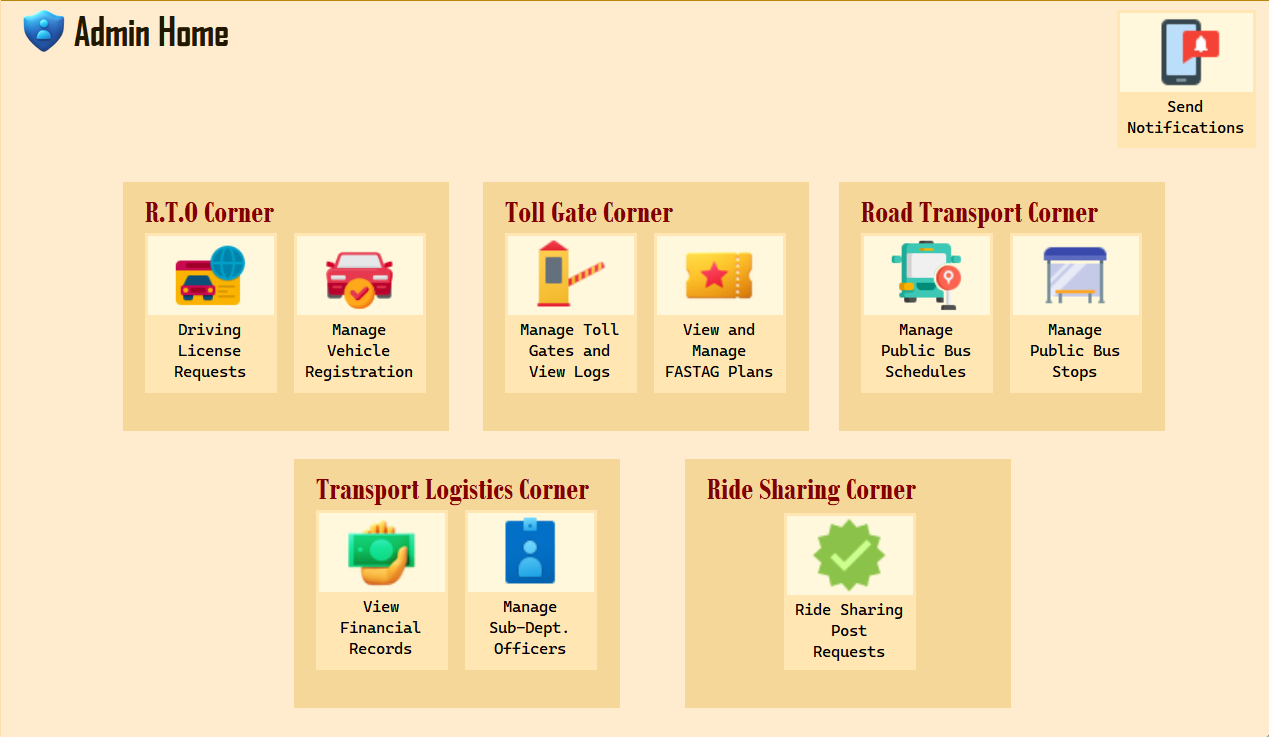 Admin Home
Send
Notifications
R.T.O Corner
Driving
License
Requests
Manage
Vehicle
Registration
Toll Gate Corner
Manage Toll
Gates and
View Logs
View and
Manage
FASTAG Plans
Road Transport Corner
Manage
Public Bus
Schedules
Manage
Public Bus
Stops
Transport Logistics Corner
View
Financial
Records
Manage
Sub-Dept.
Officers
Ride Sharing Corner
Ride Sharing
Post
Requests